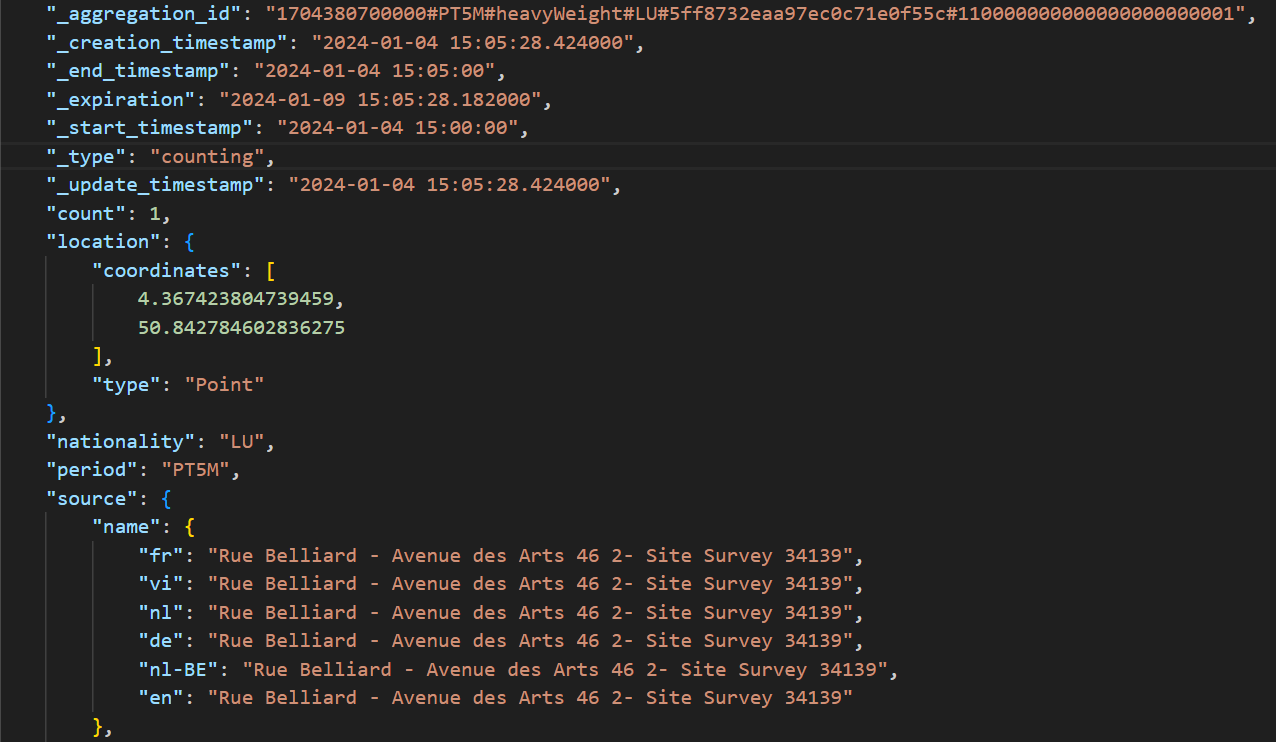 "_aggregation_id": "1704380700000#PT5M#heavyWeight#LU#5ff8732eaa97ec0c71e0f55c#110000000000000000000001",
"_creation_timestamp": "2024-01-04 15:05:28.424000",
"_end_timestamp": "2024-01-04 15:05:00",
"_expiration": "2024-01-09 15:05:28.182000",
"_start_timestamp": "2024-01-04 15:00:00",
"_type": "counting",
"_update_timestamp": "2024-01-04 15:05:28.424000",
"count": 1,
"location": {
"coordinates": [
4.367423804739459,
50.842784602836275
],
"type": "Point"
},
"nationality": "LU",
"period": "PT5M",
"source": {
"name": {
"fr": "Rue Belliard - Avenue des Arts 46 2- Site Survey 34139",
"vi": "Rue Belliard - Avenue des Arts 46 2- Site Survey 34139",
"nl": "Rue Belliard - Avenue des Arts 46 2- Site Survey 34139",
"de": "Rue Belliard - Avenue des Arts 46 2- Site Survey 34139",
"nl-BE": "Rue Belliard - Avenue des Arts 46 2- Site Survey 34139",
"en": "Rue Belliard - Avenue des Arts 46 2- Site Survey 34139"
},